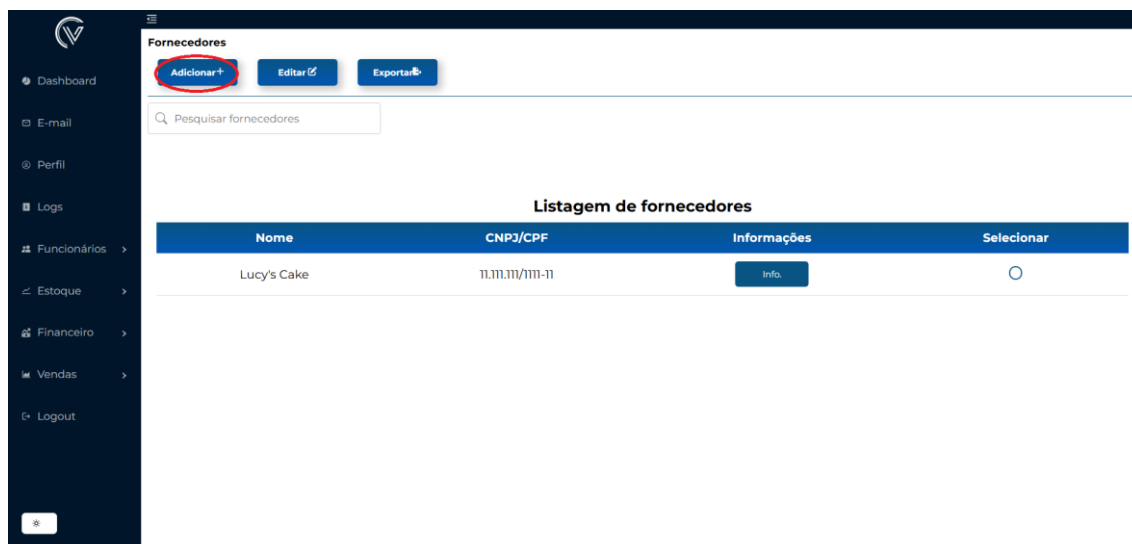 Fornecedores
Adicionar+ Editar Exportar
Pesquisar fornecedores
Dashboard
E-mail
Perfil
Logs
Funcionários >
Estoque >
Financeiro >
Vendas >
Logout
Listagem de fornecedores
Nome CNPJ/CPF Informações Selecionar
Lucy's Cake 11.111.111/1111-11 Info.